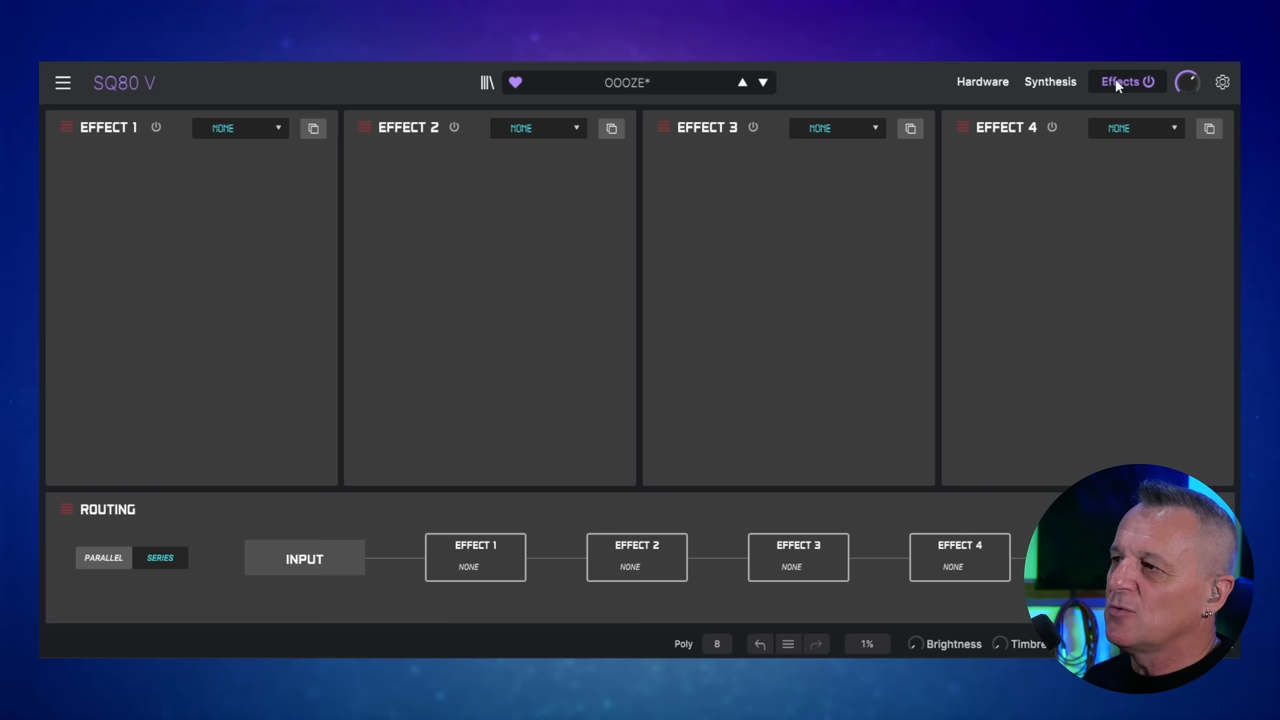 SQ80 V
OOOZE*
Hardware
Synthesis
Effects
EFFECT 1
NONE
EFFECT 2
NONE
EFFECT 3
NONE
EFFECT 4
NONE
ROUTING
PARALLEL
SERIES
INPUT
EFFECT 1
NONE
EFFECT 2
NONE
EFFECT 3
NONE
EFFECT 4
NONE
Poly
8
1%
Brightness
Timbre